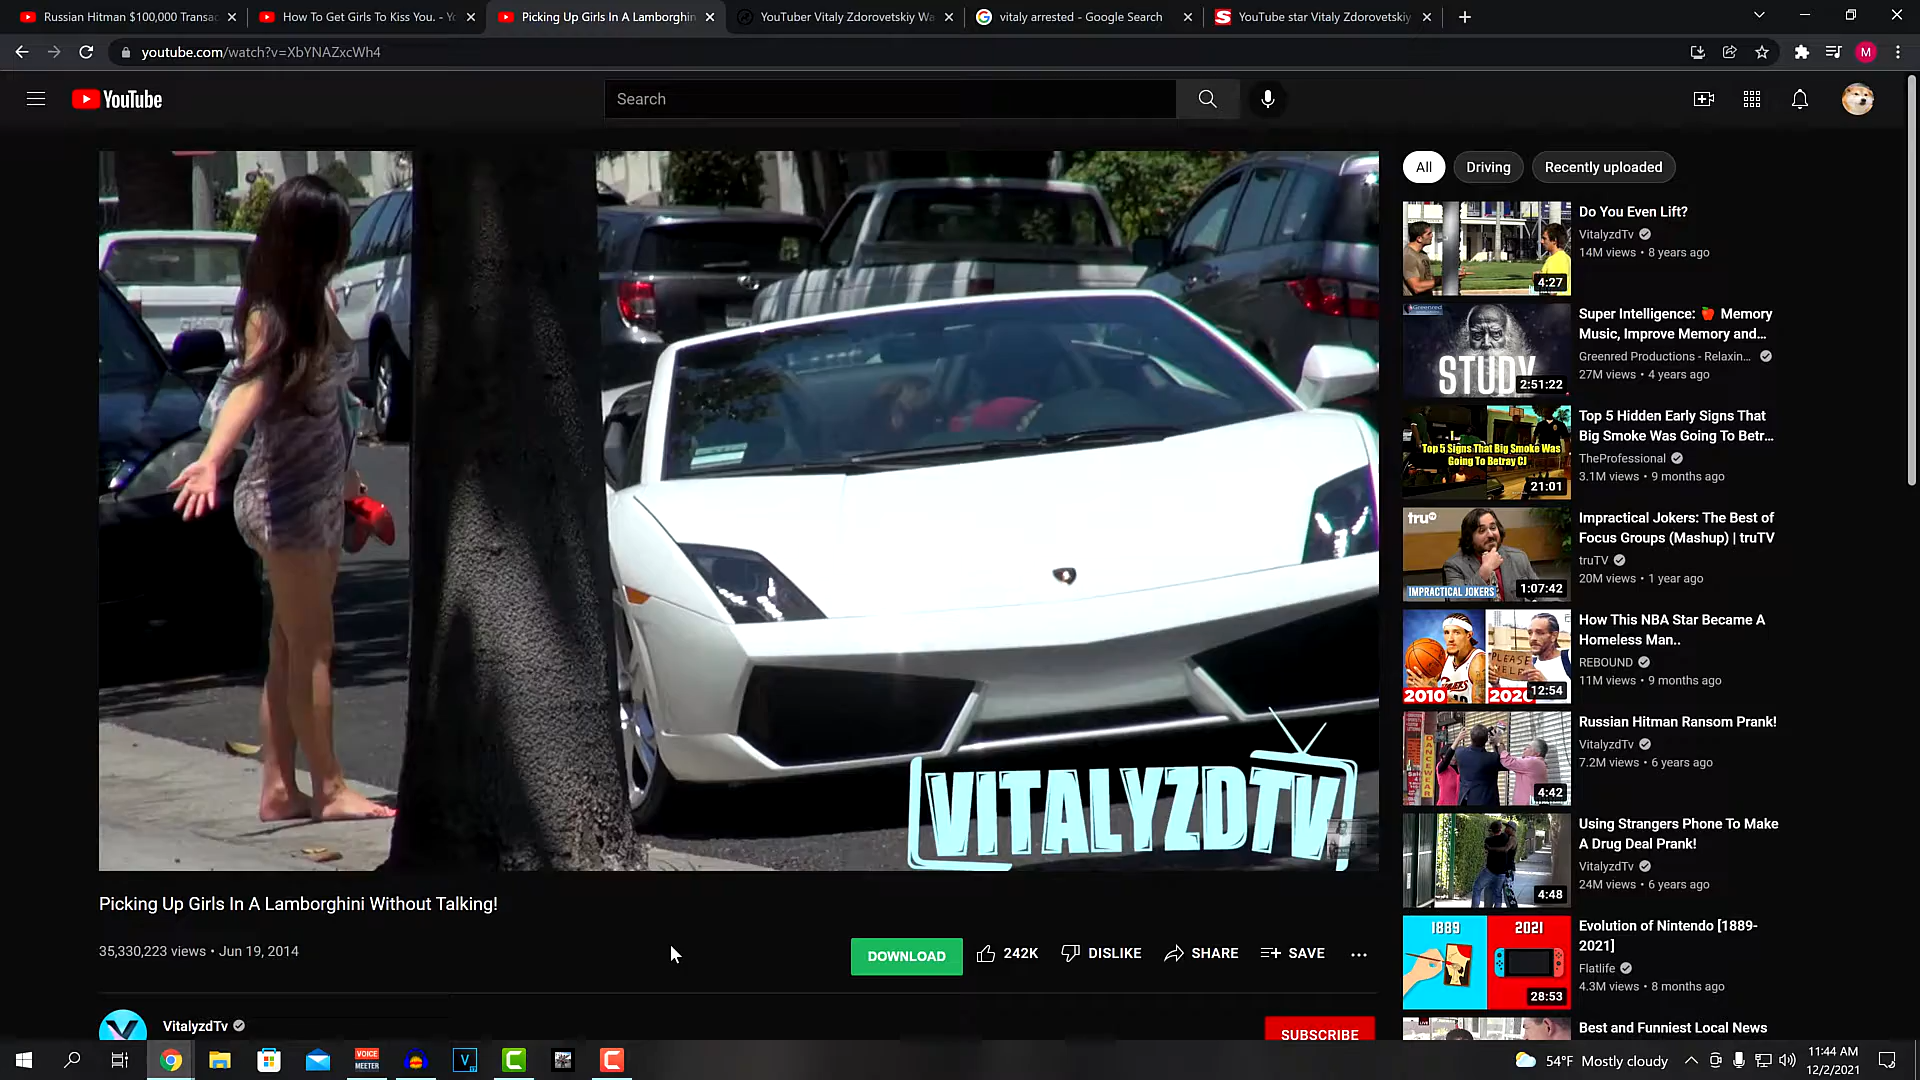 Russian Hitman $100,000 Transac
How To Get Girls To Kiss You. - Yo
Picking Up Girls In A Lamborghin
YouTuber Vitaly Zdorovetskiy Wa
vitaly arrested - Google Search
YouTube star Vitaly Zdorovetskiy
youtube.com/watch?v=XbYNAZxcWh4
M
YouTube
Search
All
Driving
Recently uploaded
Do You Even Lift?
VitalyzdTv
14M views • 8 years ago
4:27
Super Intelligence: 🍎 Memory
Music, Improve Memory and...
Greenred Productions - Relaxin...
27M views • 4 years ago
STUDY
2:51:22
Top 5 Hidden Early Signs That
Big Smoke Was Going To Betr...
TheProfessional
3.1M views • 9 months ago
Top 5 Signs That Big Smoke Was
Going To Betray CJ
21:01
Impractical Jokers: The Best of
Focus Groups (Mashup) | truTV
truTV
20M views • 1 year ago
tru
IMPRACTICAL JOKERS
1:07:42
How This NBA Star Became A
Homeless Man..
REBOUND
11M views • 9 months ago
PLEASE
HELP
2010
2020
12:54
Russian Hitman Ransom Prank!
VitalyzdTv
7.2M views • 6 years ago
DANCEWEAR
4:42
Using Strangers Phone To Make
A Drug Deal Prank!
VitalyzdTv
24M views • 6 years ago
4:48
Evolution of Nintendo [1889-
2021]
Flatlife
4.3M views • 8 months ago
1889
2021
28:53
Best and Funniest Local News
VITALYZDTV
Picking Up Girls In A Lamborghini Without Talking!
35,330,223 views • Jun 19, 2014
DOWNLOAD
242K
DISLIKE
SHARE
SAVE
VitalyzdTv
SUBSCRIBE
VOICE
MEETER
54°F Mostly cloudy
11:44 AM
12/2/2021